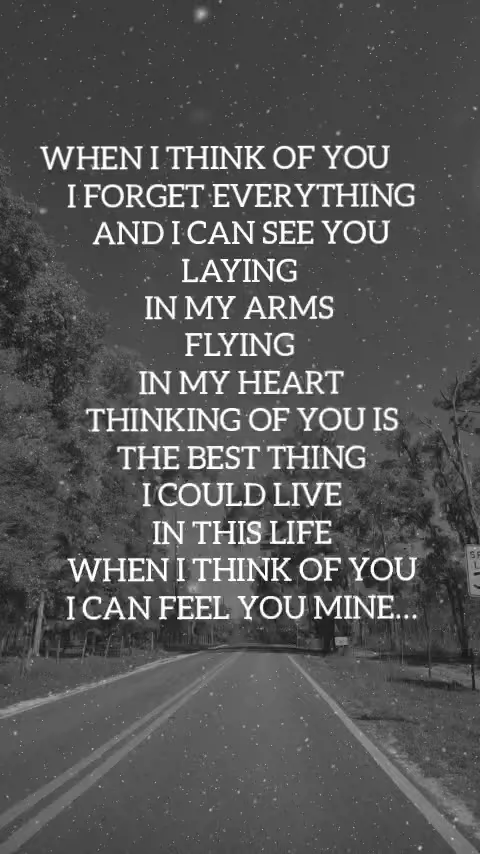 WHEN I THINK OF YOU
I FORGET EVERYTHING
AND I CAN SEE YOU
LAYING
IN MY ARMS
FLYING
IN MY HEART
THINKING OF YOU IS
THE BEST THING
I COULD LIVE
IN THIS LIFE
WHEN I THINK OF YOU
I CAN FEEL YOU MINE...